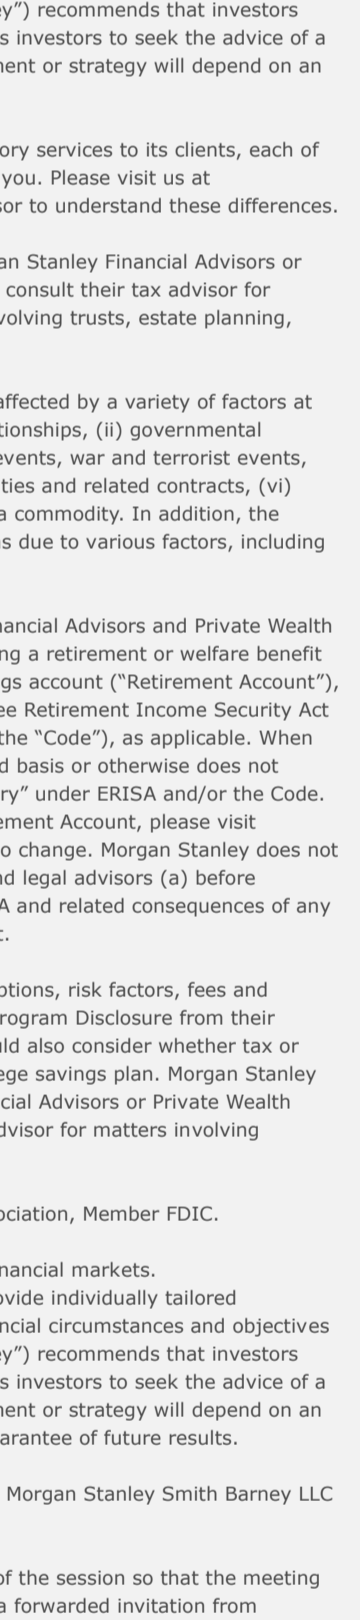 ey”) recommends that investors
s investors to seek the advice of a
nent or strategy will depend on an
ory services to its clients, each of
you. Please visit us at
sor to understand these differences.
an Stanley Financial Advisors or
consult their tax advisor for
volving trusts, estate planning,
affected by a variety of factors at
tionships, (ii) governmental
events, war and terrorist events,
ties and related contracts, (vi)
a commodity. In addition, the
s due to various factors, including
nancial Advisors and Private Wealth
ng a retirement or welfare benefit
gs account (“Retirement Account”),
ee Retirement Income Security Act
the “Code”), as applicable. When
d basis or otherwise does not
ry” under ERISA and/or the Code.
ement Account, please visit
o change. Morgan Stanley does not
nd legal advisors (a) before
A and related consequences of any
t.
ptions, risk factors, fees and
rogram Disclosure from their
uld also consider whether tax or
ege savings plan. Morgan Stanley
cial Advisors or Private Wealth
dvisor for matters involving
ociation, Member FDIC.
nancial markets.
ovide individually tailored
ncial circumstances and objectives
ey”) recommends that investors
s investors to seek the advice of a
nent or strategy will depend on an
arantee of future results.
Morgan Stanley Smith Barney LLC
of the session so that the meeting
a forwarded invitation from